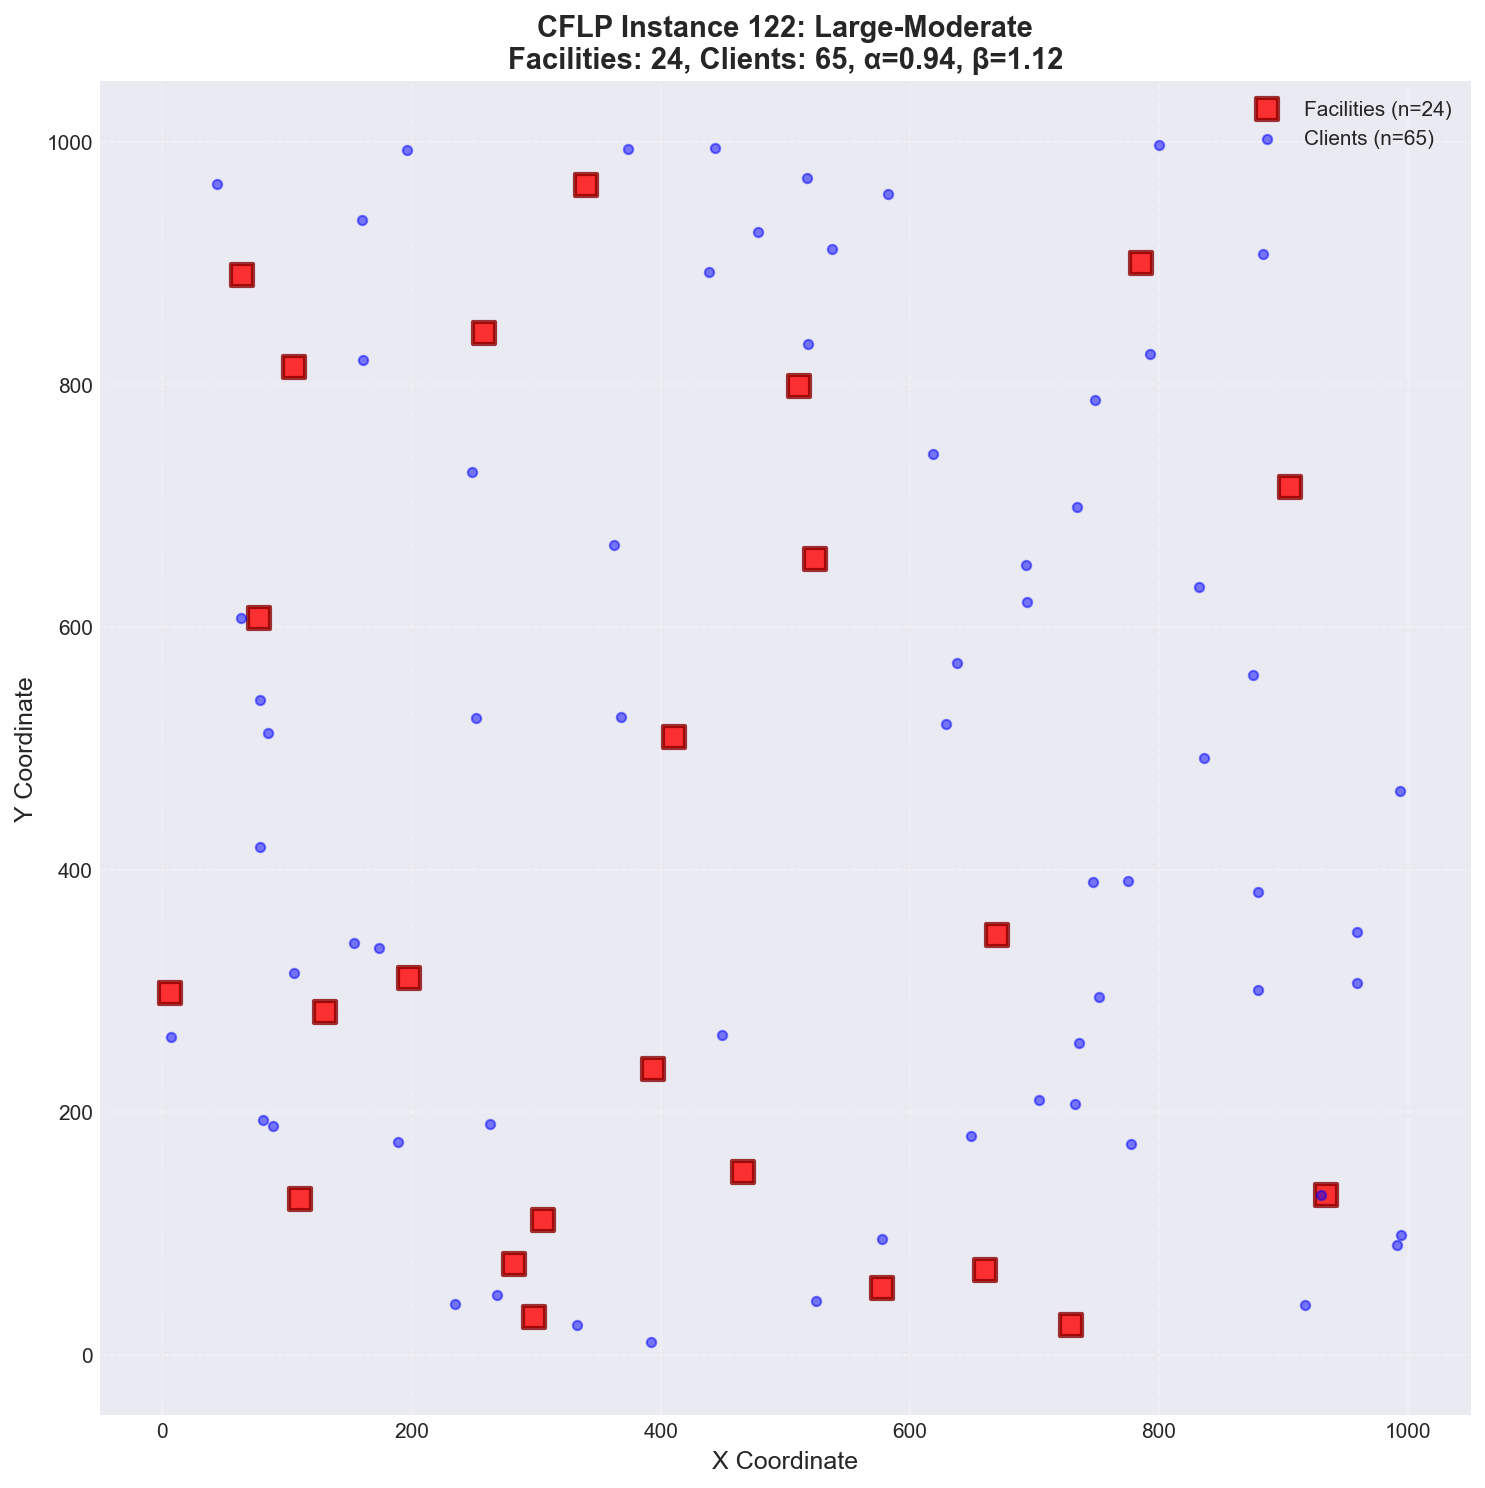 CFLP Instance 122: Large-Moderate
Facilities: 24, Clients: 65, α=0.94, β=1.12
Facilities (n=24)
Clients (n=65)
1000
800
600
400
200
0
Y Coordinate
0 200 400 600 800 1000
X Coordinate